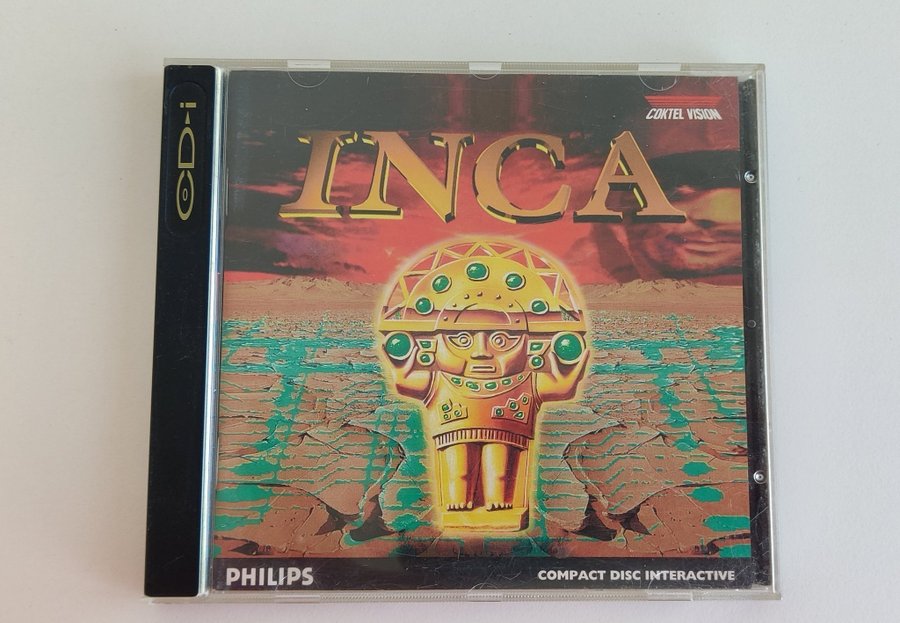 CD-i
COKTEL VISION
INCA
PHILIPS
COMPACT DISC INTERACTIVE